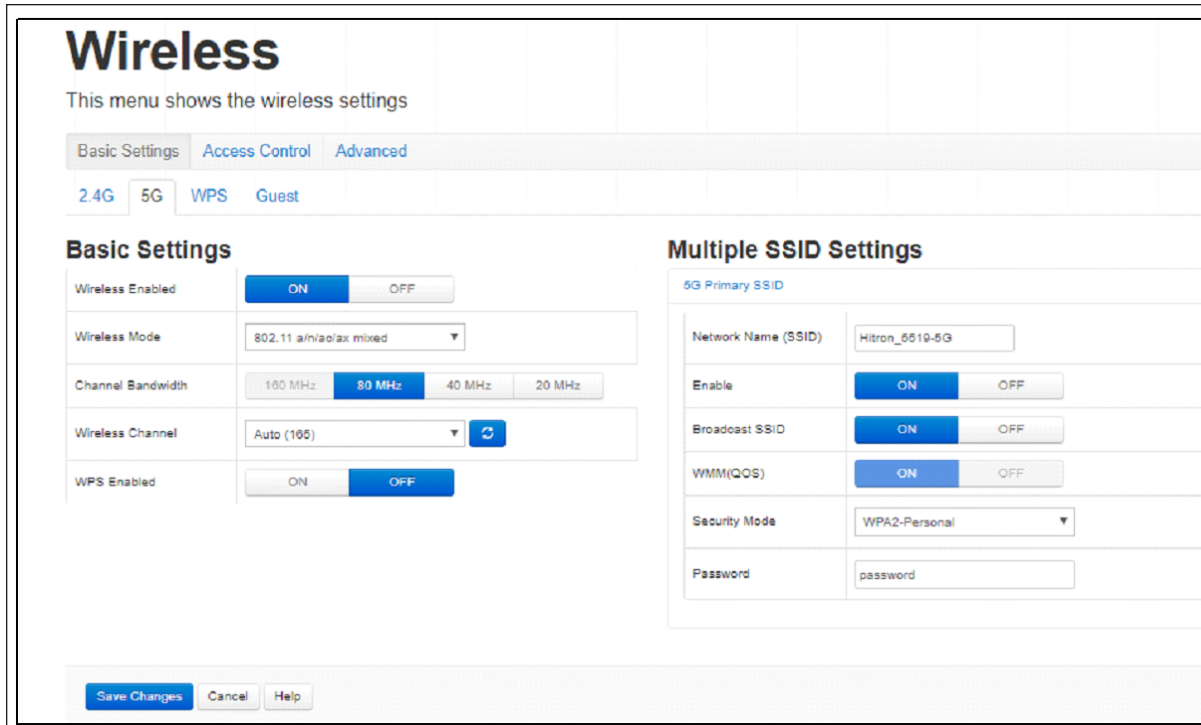 Wireless
This menu shows the wireless settings
Basic Settings Access Control Advanced
2.4G 5G WPS Guest
Basic Settings
Wireless Enabled ON OFF
Wireless Mode 802.11 a/n/ac/ax mixed
Channel Bandwidth 160 MHz 80 MHz 40 MHz 20 MHz
Wireless Channel Auto (165)
WPS Enabled ON OFF
Multiple SSID Settings
5G Primary SSID
Network Name (SSID) Hitron_5519-5G
Enable ON OFF
Broadcast SSID ON OFF
WMM(QOS) ON OFF
Security Mode WPA2-Personal
Password password
Save Changes Cancel Help